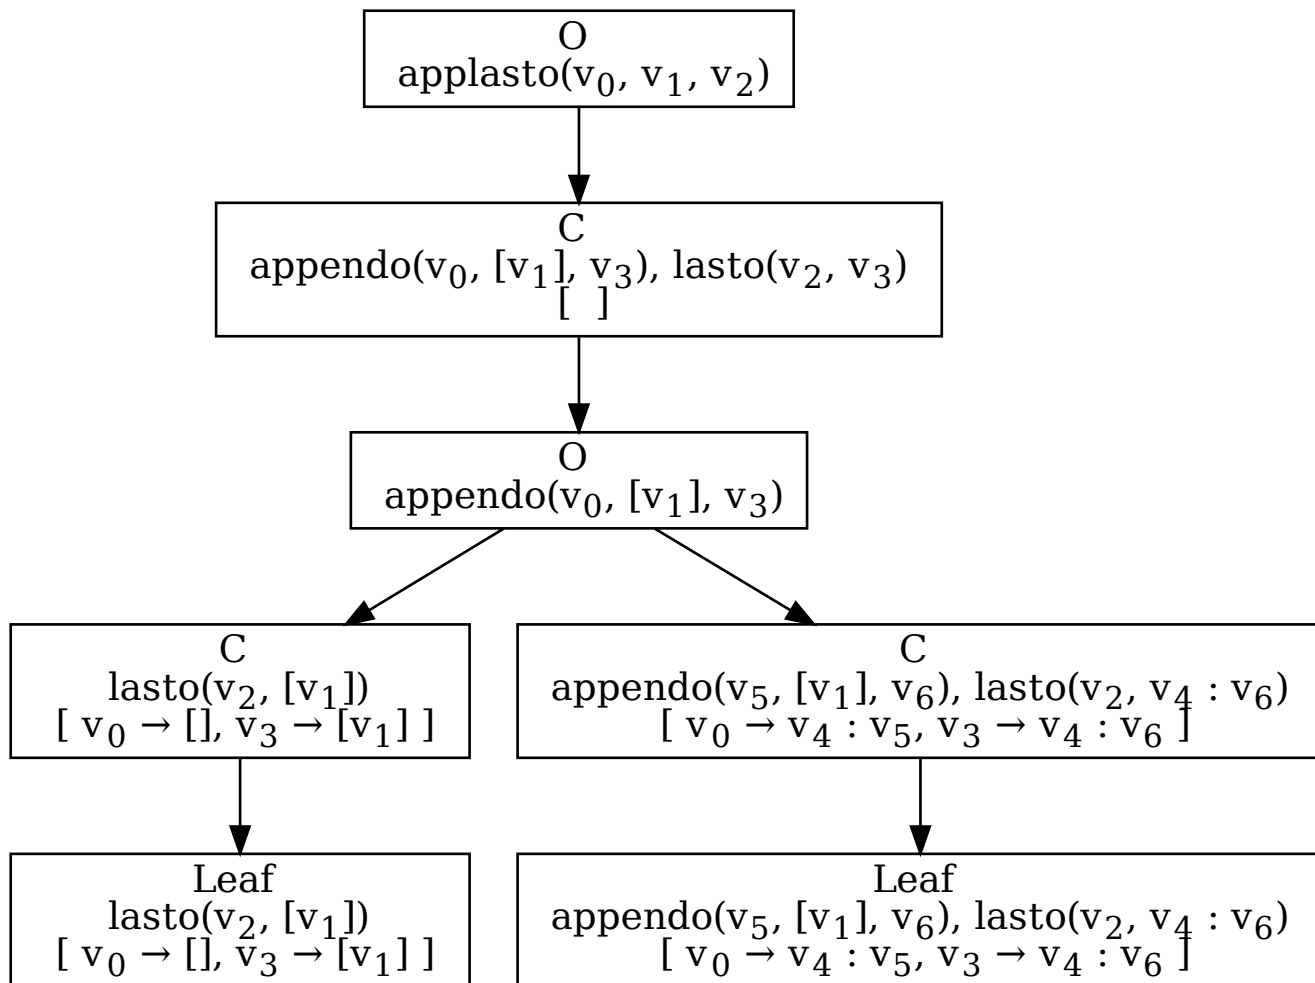 O
applasto(v₀, v₁, v₂)
C
appendo(v₀, [v₁], v₃), lasto(v₂, v₃)
[  ]
O
appendo(v₀, [v₁], v₃)
C
lasto(v₂, [v₁])
[ v₀ → [], v₃ → [v₁] ]
C
appendo(v₅, [v₁], v₆), lasto(v₂, v₄ : v₆)
[ v₀ → v₄ : v₅, v₃ → v₄ : v₆ ]
Leaf
lasto(v₂, [v₁])
[ v₀ → [], v₃ → [v₁] ]
Leaf
appendo(v₅, [v₁], v₆), lasto(v₂, v₄ : v₆)
[ v₀ → v₄ : v₅, v₃ → v₄ : v₆ ]